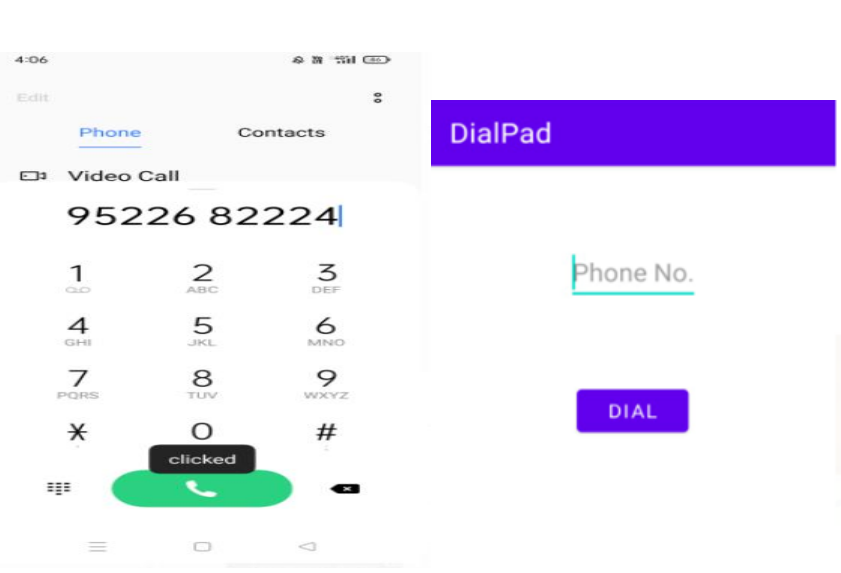 4:06
Edit
Phone Contacts
Video Call
95226 82224
1 2 3
ABC DEF
4 5 6
GHI JKL MNO
7 8 9
PQRS TUV WXYZ
* 0 #
clicked
DialPad
Phone No.
DIAL